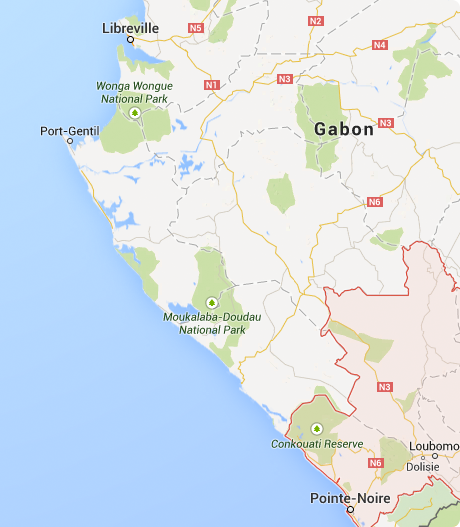 Libreville
N5
N2
N4
N1
N3
Wonga Wongue
National Park
Port-Gentil
Gabon
N3
N6
Moukalaba-Doudau
National Park
N3
Conkouati Reserve
Loubomo
Dolisie
N6
Pointe-Noire